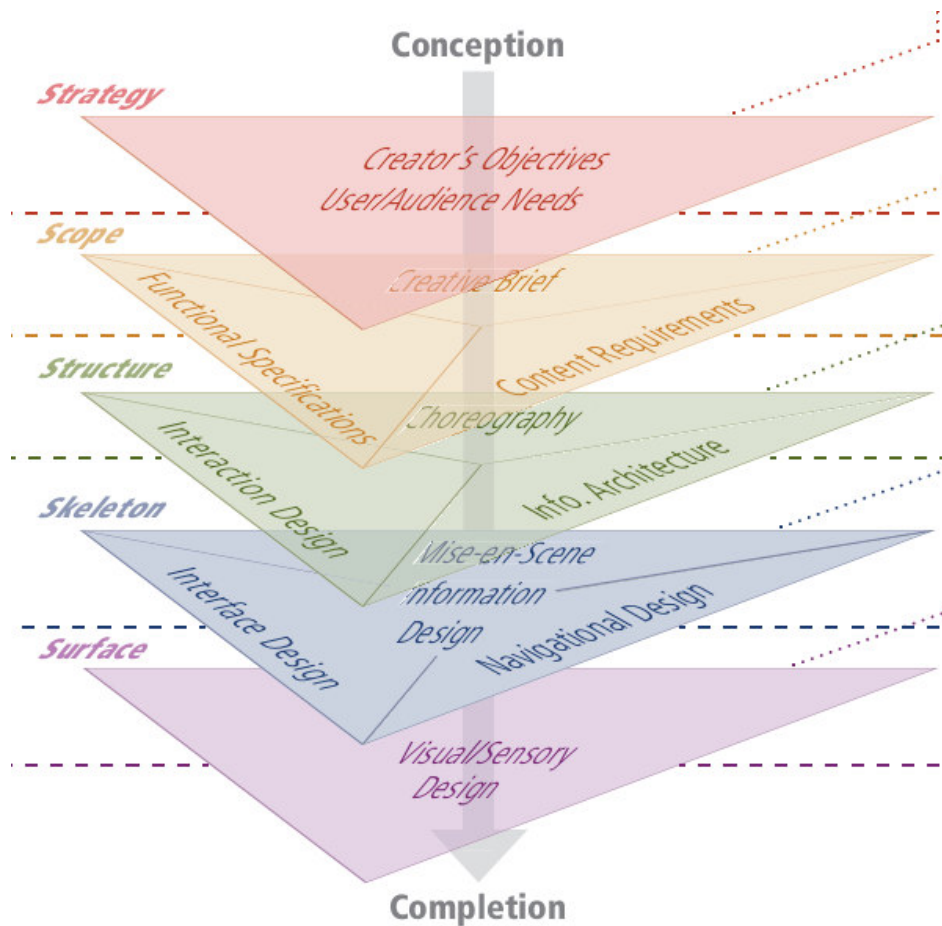 Conception
Strategy
Creator's Objectives
User/Audience Needs
Scope
Creative Brief
Functional Specifications
Content Requirements
Structure
Choreography
Interaction Design
Info. Architecture
Skeleton
Mise-en-Scene
Information
Design
Interface Design
Navigational Design
Surface
Visual/Sensory
Design
Completion